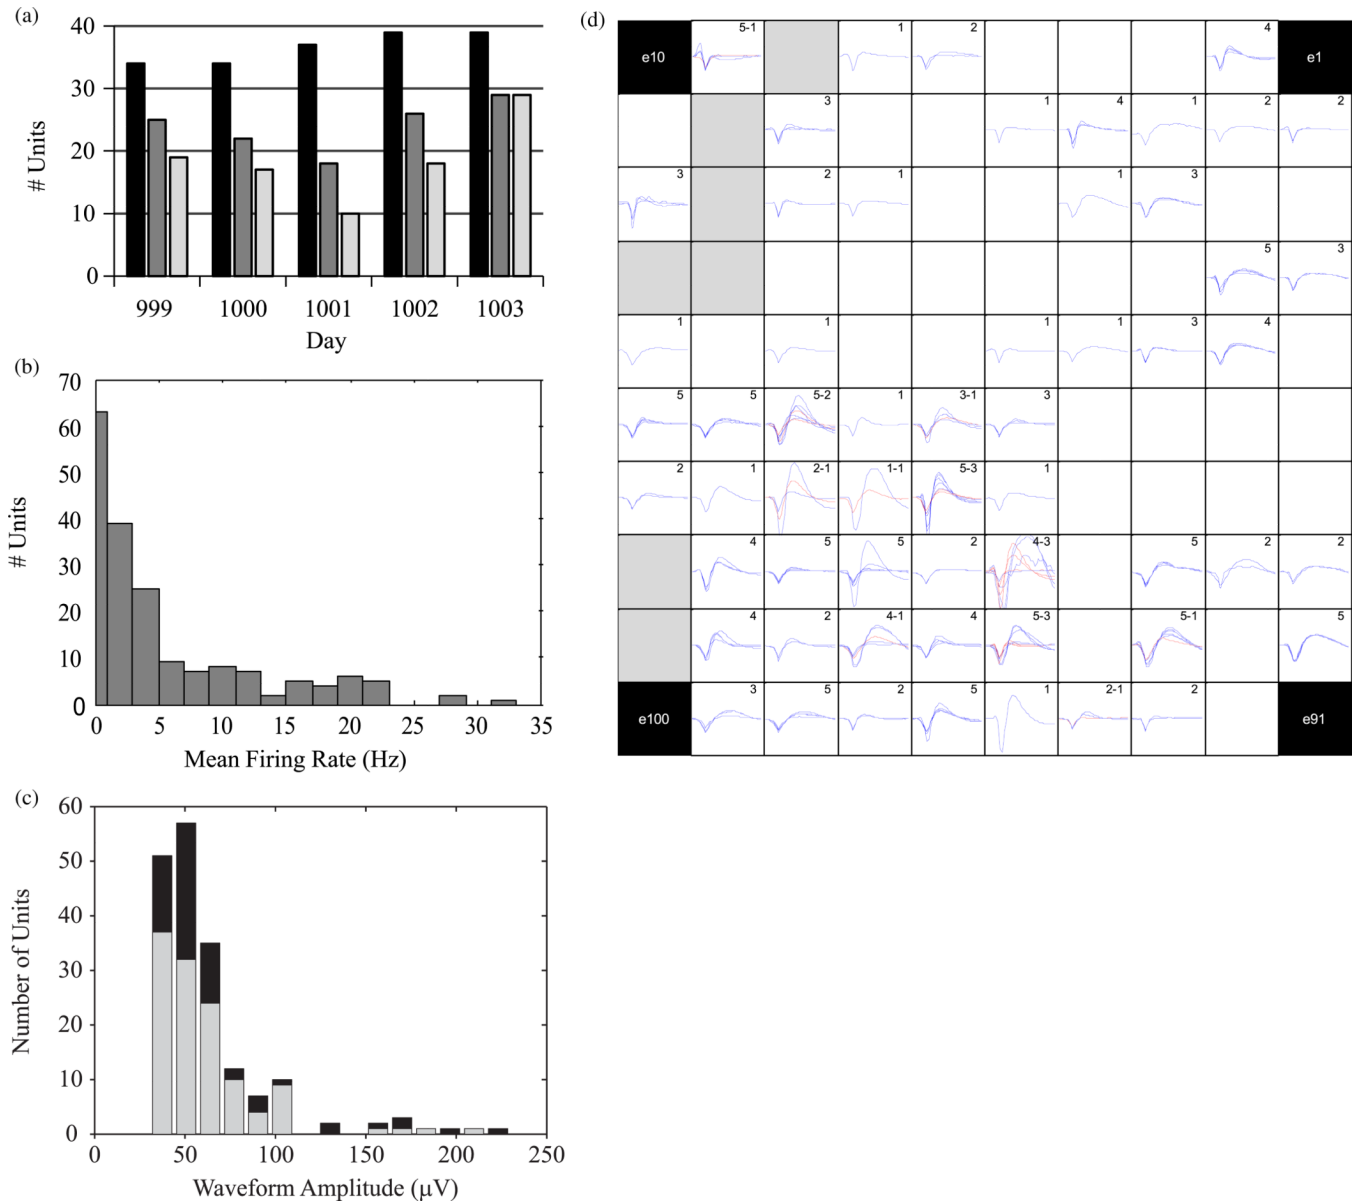 (a)
40
30
20
10
0
# Units
999 1000 1001 1002 1003
Day
(b)
70
60
50
40
30
20
10
0
# Units
0 5 10 15 20 25 30 35
Mean Firing Rate (Hz)
(c)
60
50
40
30
20
10
0
Number of Units
0 50 100 150 200 250
Waveform Amplitude (µV)
(d)
e10 5-1 1 2 4 e1
3 1 4 1 2 2
3 2 1 1 3
5 3
1 1 1 1 3 4
5 5 5-2 1 3-1 3
2 1 2-1 1-1 5-3 1
4 5 5 2 4-3 5 2 2
4 2 4-1 4 5-3 5-1 5
e100 3 5 2 5 1 2-1 2 e91